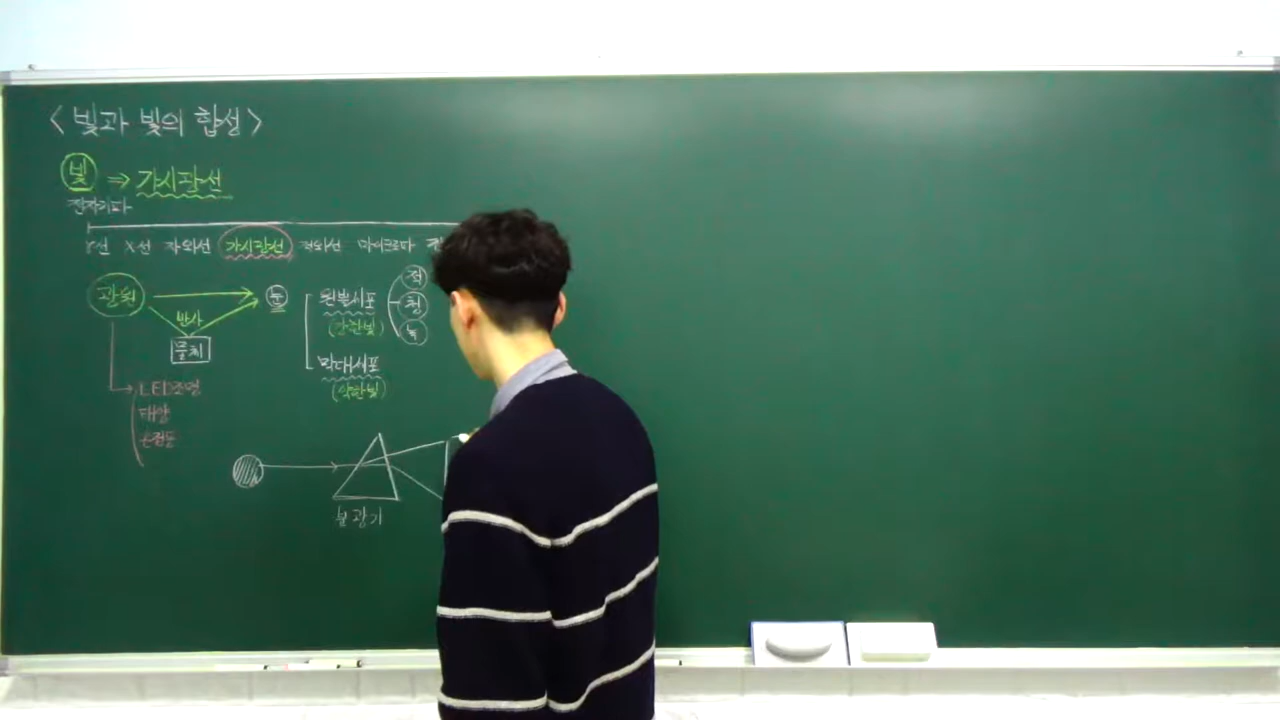 < 빛과 빛의 합성 >
빛 ⇒ 가시광선
전자기파
γ선 X선 자외선 가시광선 적외선 마이크로파
광원 눈 원뿔세포 적
반사 (강한빛) 청
물체 녹
막대세포
(약한빛)
LED조명
태양
손전등
분광기